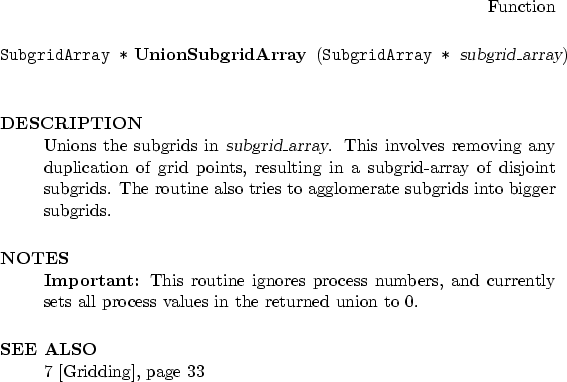 Function
SubgridArray * UnionSubgridArray (SubgridArray * subgrid_array)
DESCRIPTION
Unions the subgrids in subgrid_array. This involves removing any
duplication of grid points, resulting in a subgrid-array of disjoint
subgrids. The routine also tries to agglomerate subgrids into bigger
subgrids.
NOTES
Important: This routine ignores process numbers, and currently
sets all process values in the returned union to 0.
SEE ALSO
7 [Gridding], page 33